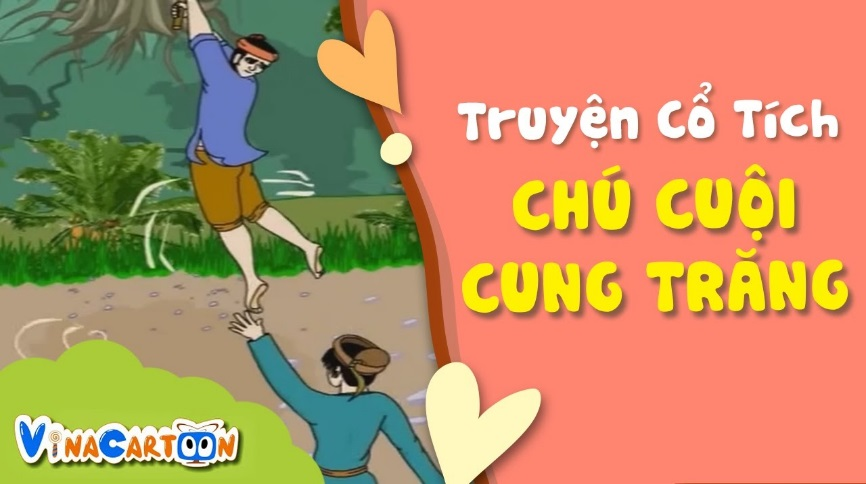 Truyện Cổ Tích
CHÚ CUỘI
CUNG TRĂNG
VINACARTOON